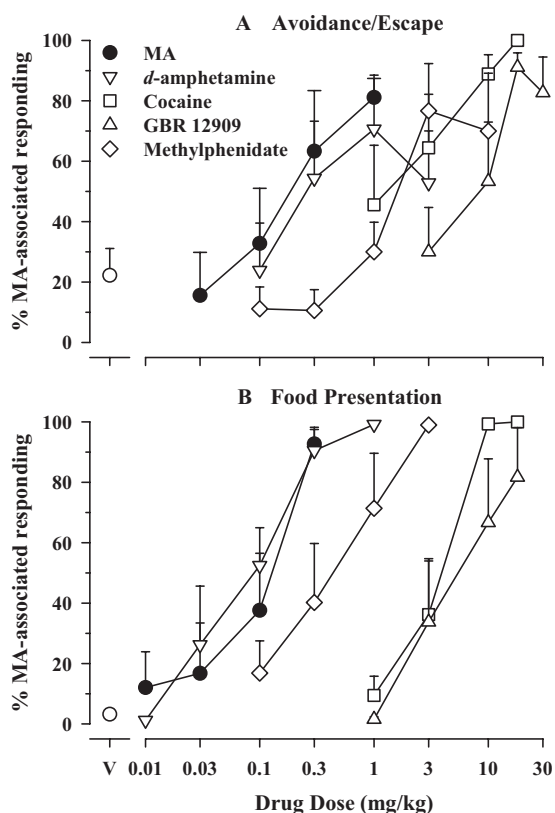 A Avoidance/Escape
% MA-associated responding
100
80
60
40
20
0
MA
d-amphetamine
Cocaine
GBR 12909
Methylphenidate
B Food Presentation
% MA-associated responding
100
80
60
40
20
0
V 0.01 0.03 0.1 0.3 1 3 10 30
Drug Dose (mg/kg)